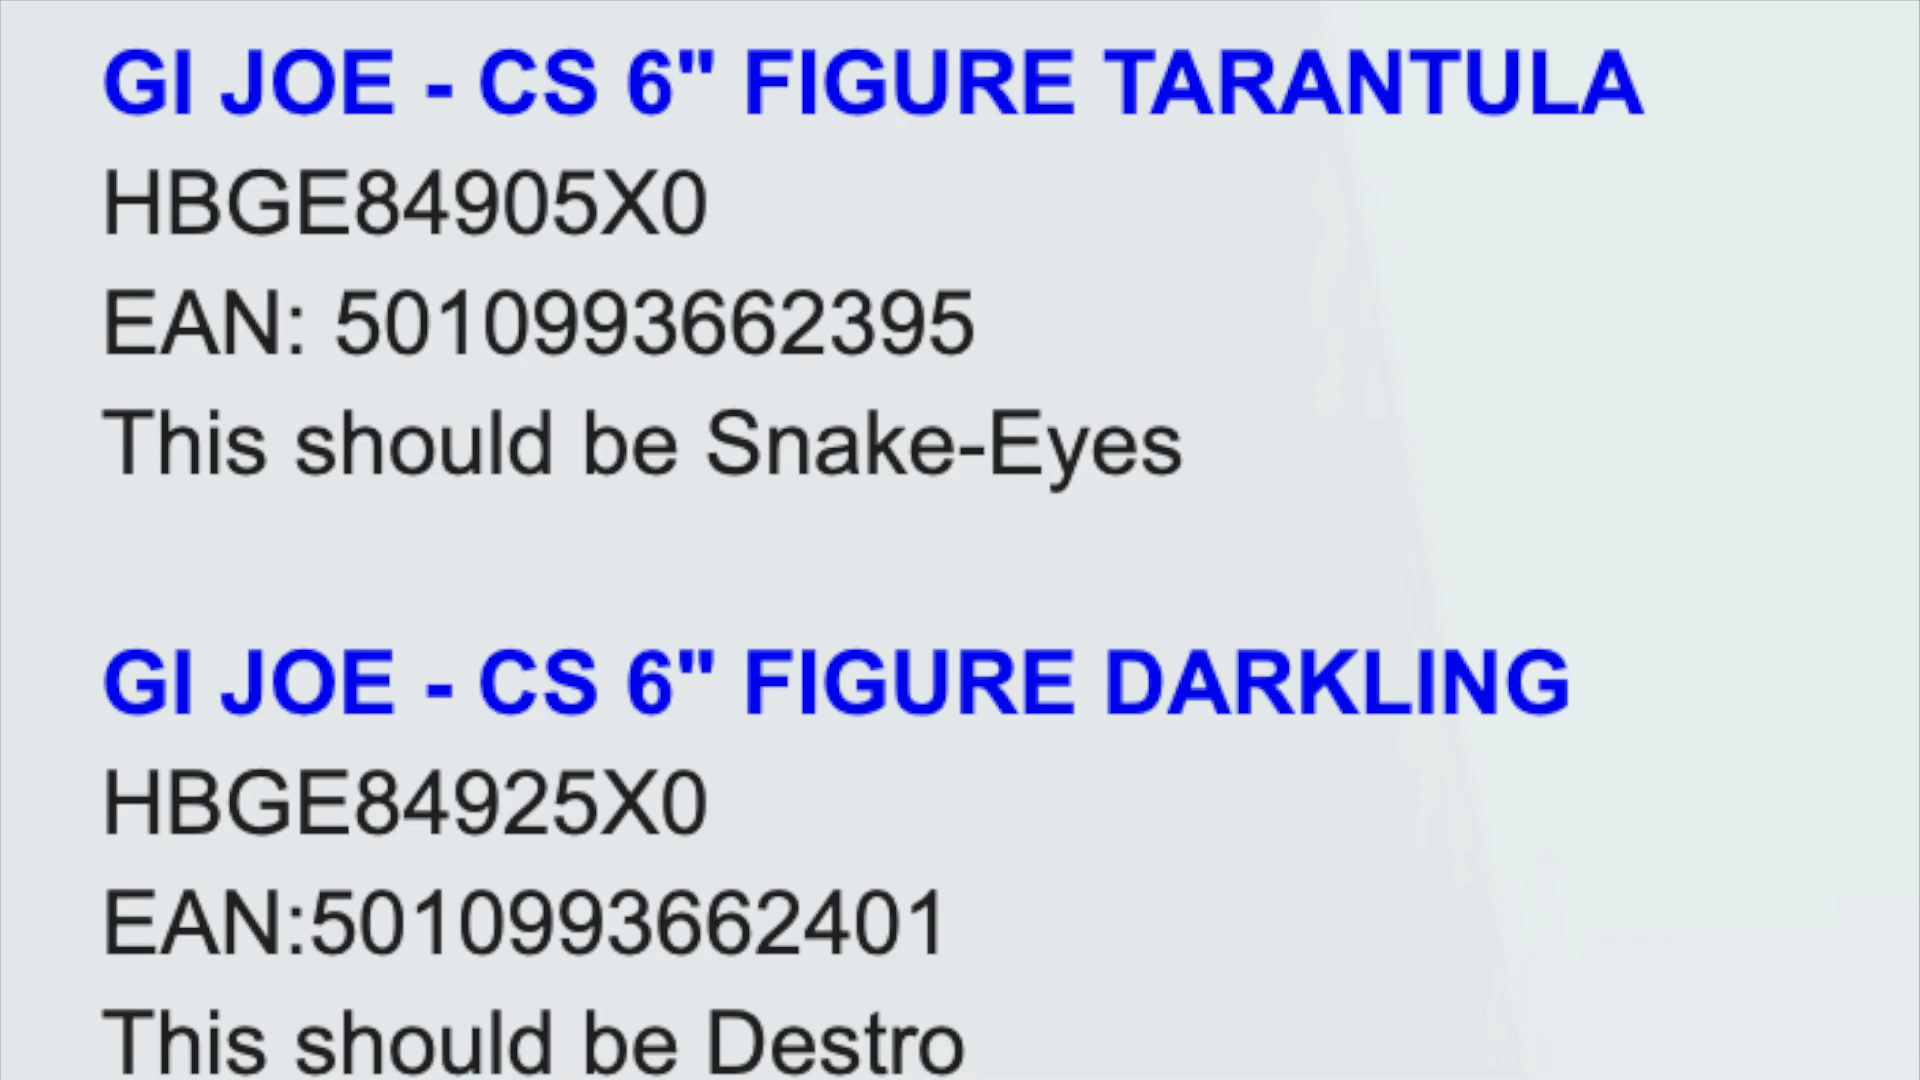 GI JOE - CS 6" FIGURE TARANTULA
HBGE84905X0
EAN: 5010993662395
This should be Snake-Eyes
GI JOE - CS 6" FIGURE DARKLING
HBGE84925X0
EAN:5010993662401
This should be Destro